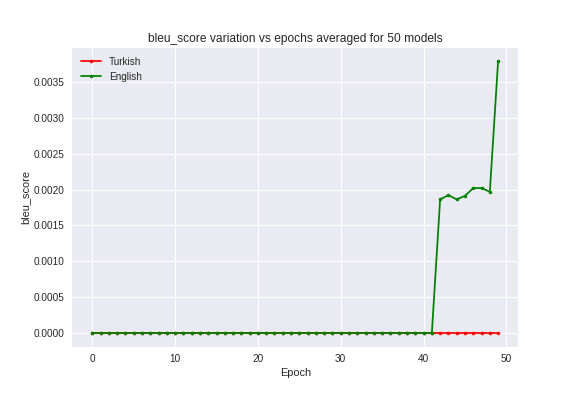 bleu_score variation vs epochs averaged for 50 models
Turkish
English
bleu_score
0.0035
0.0030
0.0025
0.0020
0.0015
0.0010
0.0005
0.0000
0 10 20 30 40 50
Epoch